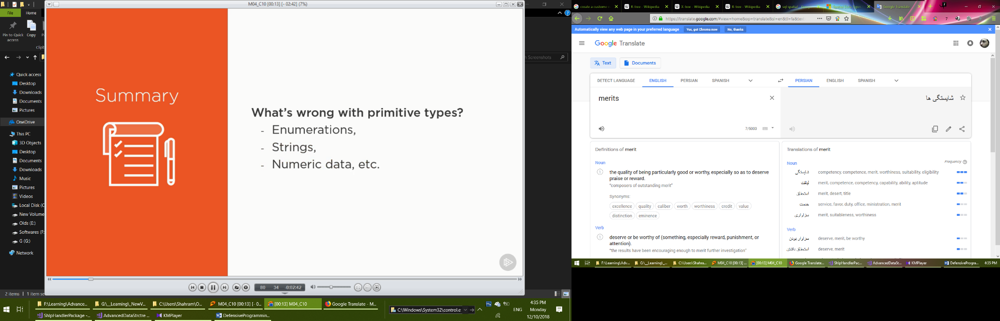 M04_C10 [00:13] [- 02:42] (7%)
File
Home
Pin to Quick
access
Copy
Clipb
Screenshots
Quick access
Desktop
Downloads
Documents
Pictures
OneDrive
This PC
3D Objects
Desktop
Documents
Downloads
Music
Pictures
Videos
Local Disk (C
New Volume
Olds (E:)
Softwares (F:
G (G:)
Network
2 items
1 item se
Summary
What's wrong with primitive types?
- Enumerations,
- Strings,
- Numeric data, etc.
80 34 -0:02:42
F:\Learning\Advance...
G:\__Learning\_NewV...
C:\Users\Shahram\O...
M04_C10 [00:13] [- 0...
[00:13] M04_C10
Google Translate - M...
ShlpHandlerPackage -...
AdvancedDataStrctre ...
KMPlayer
DefensiveProgrammin...
C:\Windows\System32\control.e
ENG
4:35 PM
Monday
12/10/2018
create a custome
R-tree - Wikipedia
X-tree - Wikipedia
B-tree - Wikipedia
sql spatial - Goog
Spatial Data Types
Google Translate
7
https://translate.google.com/#view=home&op=translate&sl=en&tl=fa&text
Automatically view any web page in your preferred language
Yes, get Chrome now
No, thanks
Google Translate
Text
Documents
DETECT LANGUAGE
ENGLISH
PERSIAN
SPANISH
PERSIAN
ENGLISH
SPANISH
merits
شایستگی ها
7/5000
Definitions of merit
Noun
1
the quality of being particularly good or worthy, especially so as to deserve
praise or reward.
"composers of outstanding merit"
Synonyms:
excellence quality caliber worth worthiness credit value
distinction eminence
Verb
1
deserve or be worthy of (something, especially reward, punishment, or
attention).
"the results have been encouraging enough to merit further investigation"
Translations of merit
Noun
Frequency
شایستگی competency, competence, merit, worthiness, suitability, eligibility
لیاقت merit, competence, competency, capability, ability, aptitude
استحقاق merit, desert, title
خدمت service, favor, duty, office, ministration, merit
سزاواری merit, suitableness, worthiness
Verb
سزاوار بودن deserve, merit, be worthy
استحقاق داشتن deserve, merit
F:\Learning\Adv...
G:\__Learning\_...
C:\Users\Shahram...
M04_C10 [00:13] ...
[00:13] M04_C10
Google Translate...
ShlpHandlerPac...
AdvancedDataSt...
KMPlayer
DefensiveProgra...
4:35 PM